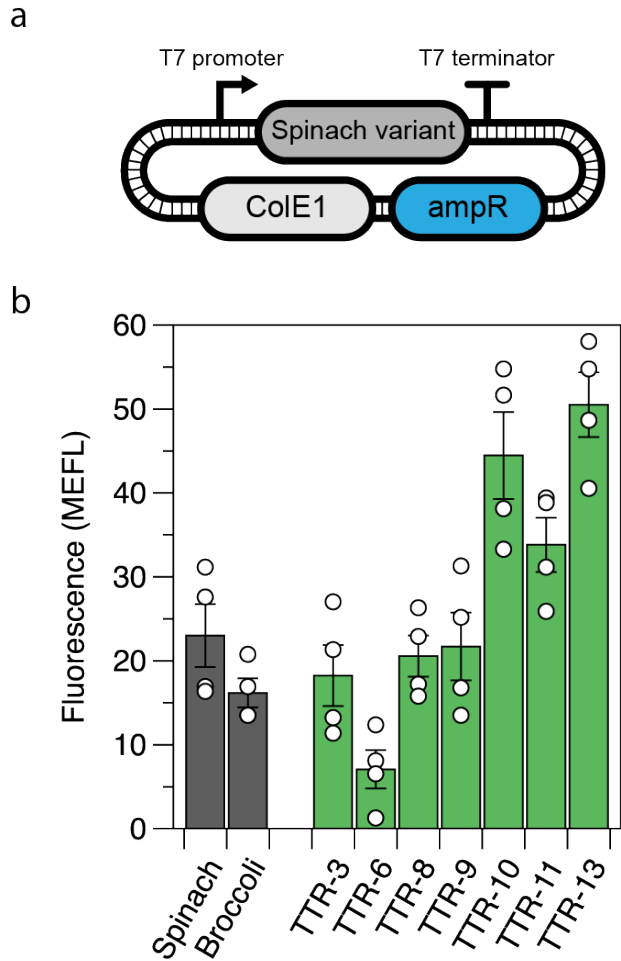 a
T7 promoter
T7 terminator
Spinach variant
ColE1
ampR
b
Fluorescence (MEFL)
60
50
40
30
20
10
0
Spinach
Broccoli
TTR-3
TTR-6
TTR-8
TTR-9
TTR-10
TTR-11
TTR-13